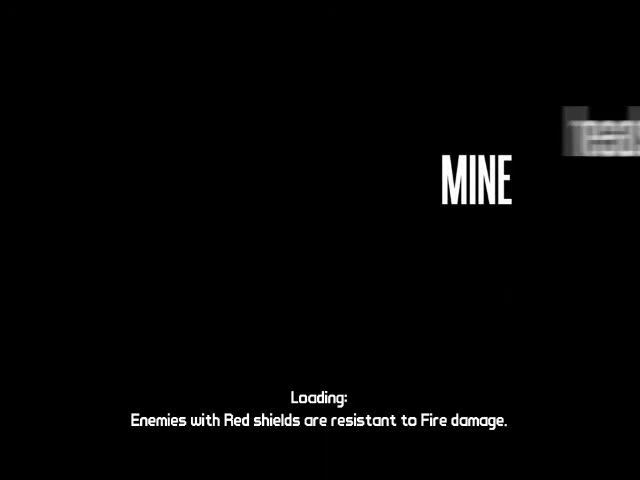 MINE
Loading:
Enemies with Red shields are resistant to Fire damage.